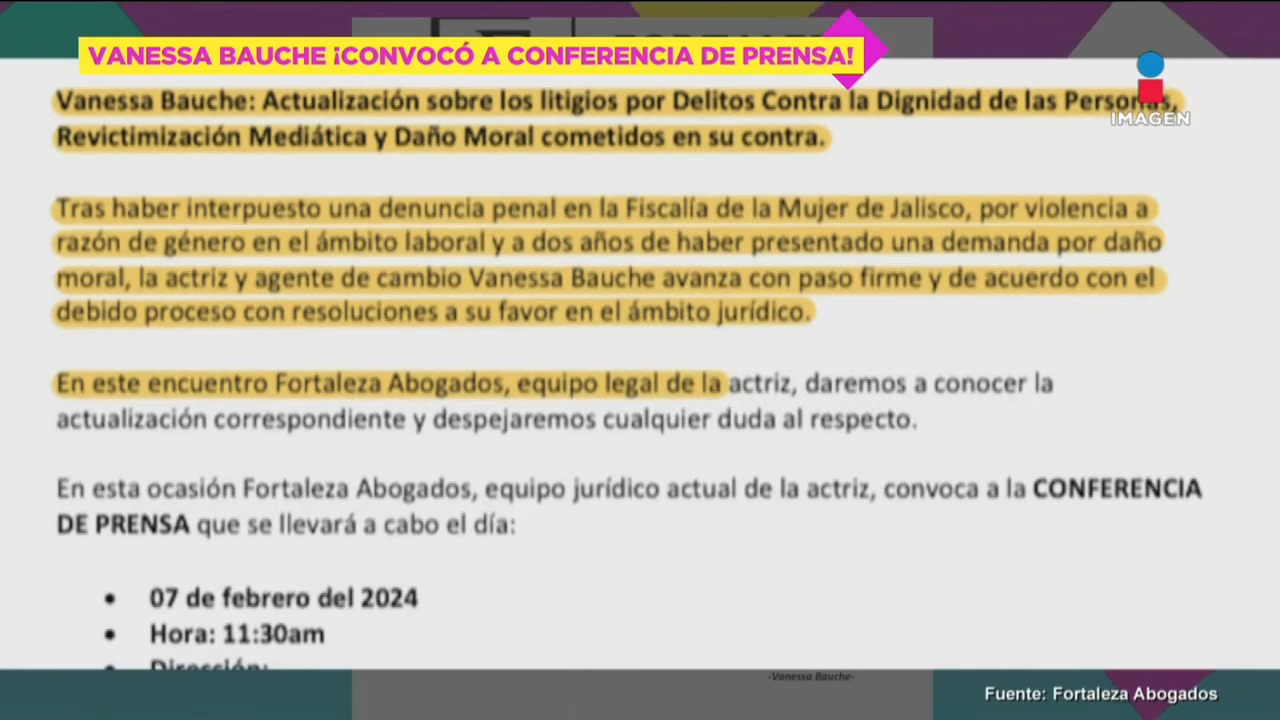 VANESSA BAUCHE ¡CONVOCÓ A CONFERENCIA DE PRENSA!
IMAGEN
Vanessa Bauche: Actualización sobre los litigios por Delitos Contra la Dignidad de las Personas,
Revictimización Mediática y Daño Moral cometidos en su contra.
Tras haber interpuesto una denuncia penal en la Fiscalía de la Mujer de Jalisco, por violencia a
razón de género en el ámbito laboral y a dos años de haber presentado una demanda por daño
moral, la actriz y agente de cambio Vanessa Bauche avanza con paso firme y de acuerdo con el
debido proceso con resoluciones a su favor en el ámbito jurídico.
En este encuentro Fortaleza Abogados, equipo legal de la actriz, daremos a conocer la
actualización correspondiente y despejaremos cualquier duda al respecto.
En esta ocasión Fortaleza Abogados, equipo jurídico actual de la actriz, convoca a la CONFERENCIA
DE PRENSA que se llevará a cabo el día:
• 07 de febrero del 2024
• Hora: 11:30am
• Dirección:
-Vanessa Bauche-
Fuente: Fortaleza Abogados